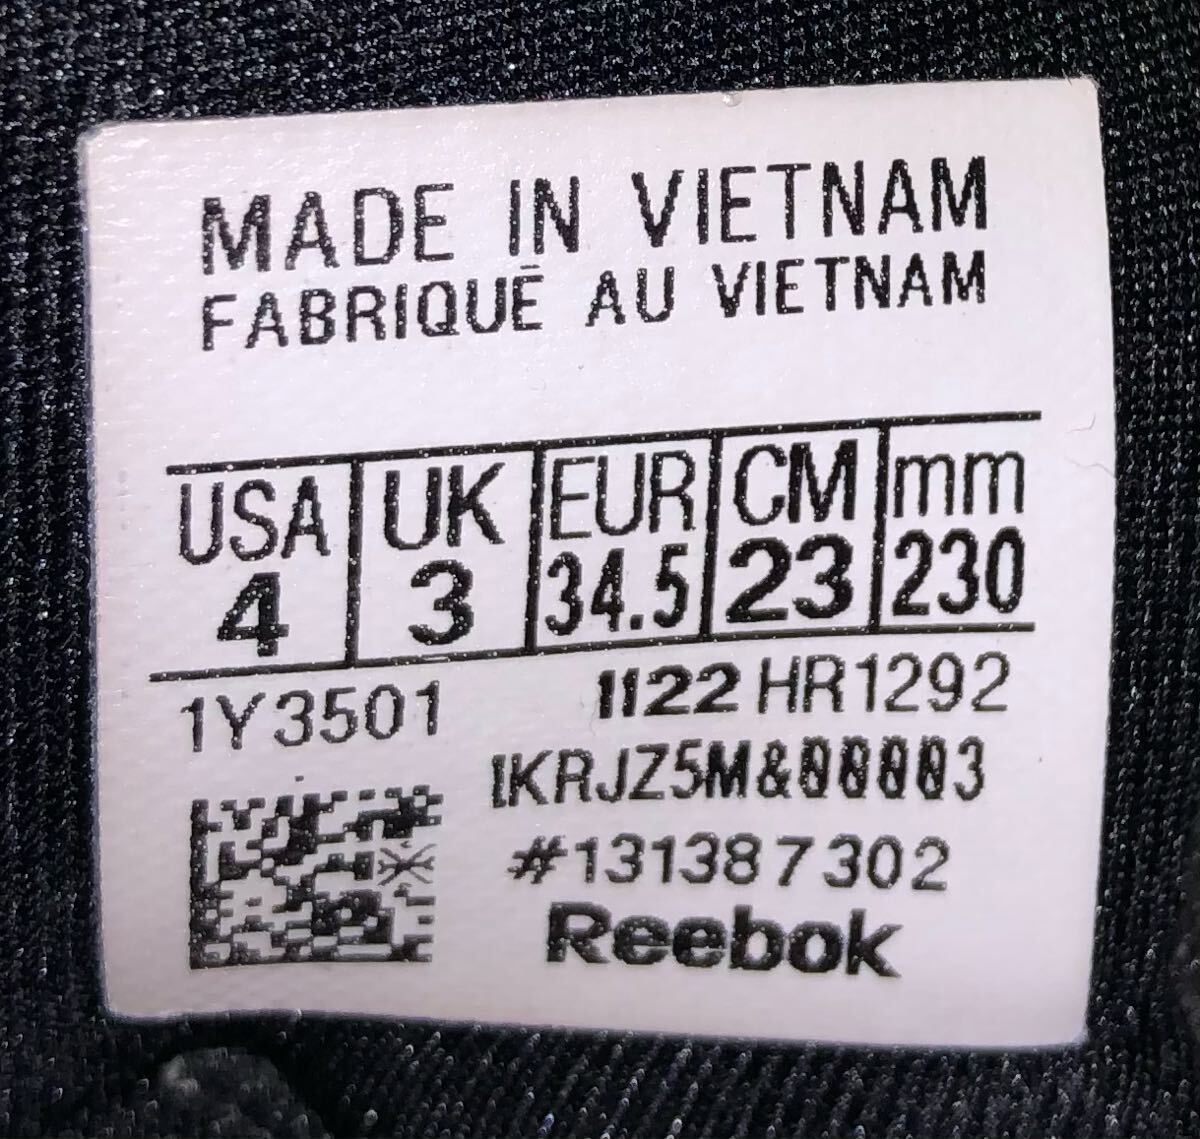 MADE IN VIETNAM
FABRIQUÉ AU VIETNAM
USA UK EUR CM mm
4 3 34.5 23 230
1Y3501 1122 HR1292
IKRJZ5M&000003
#131387302
Reebok